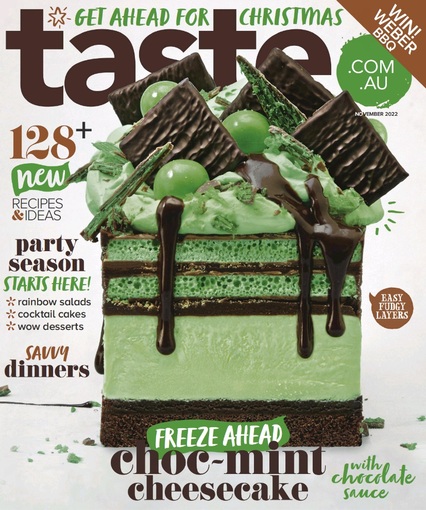 GET AHEAD FOR CHRISTMAS
WIN!
WEBER
BBQ
taste
.COM
.AU
NOVEMBER 2022
128+
new
RECIPES
&IDEAS
party
season
STARTS HERE!
rainbow salads
cocktail cakes
wow desserts
SAVVY
dinners
EASY
FUDGY
LAYERS
FREEZE AHEAD
choc-mint
cheesecake
with
chocolate
sauce